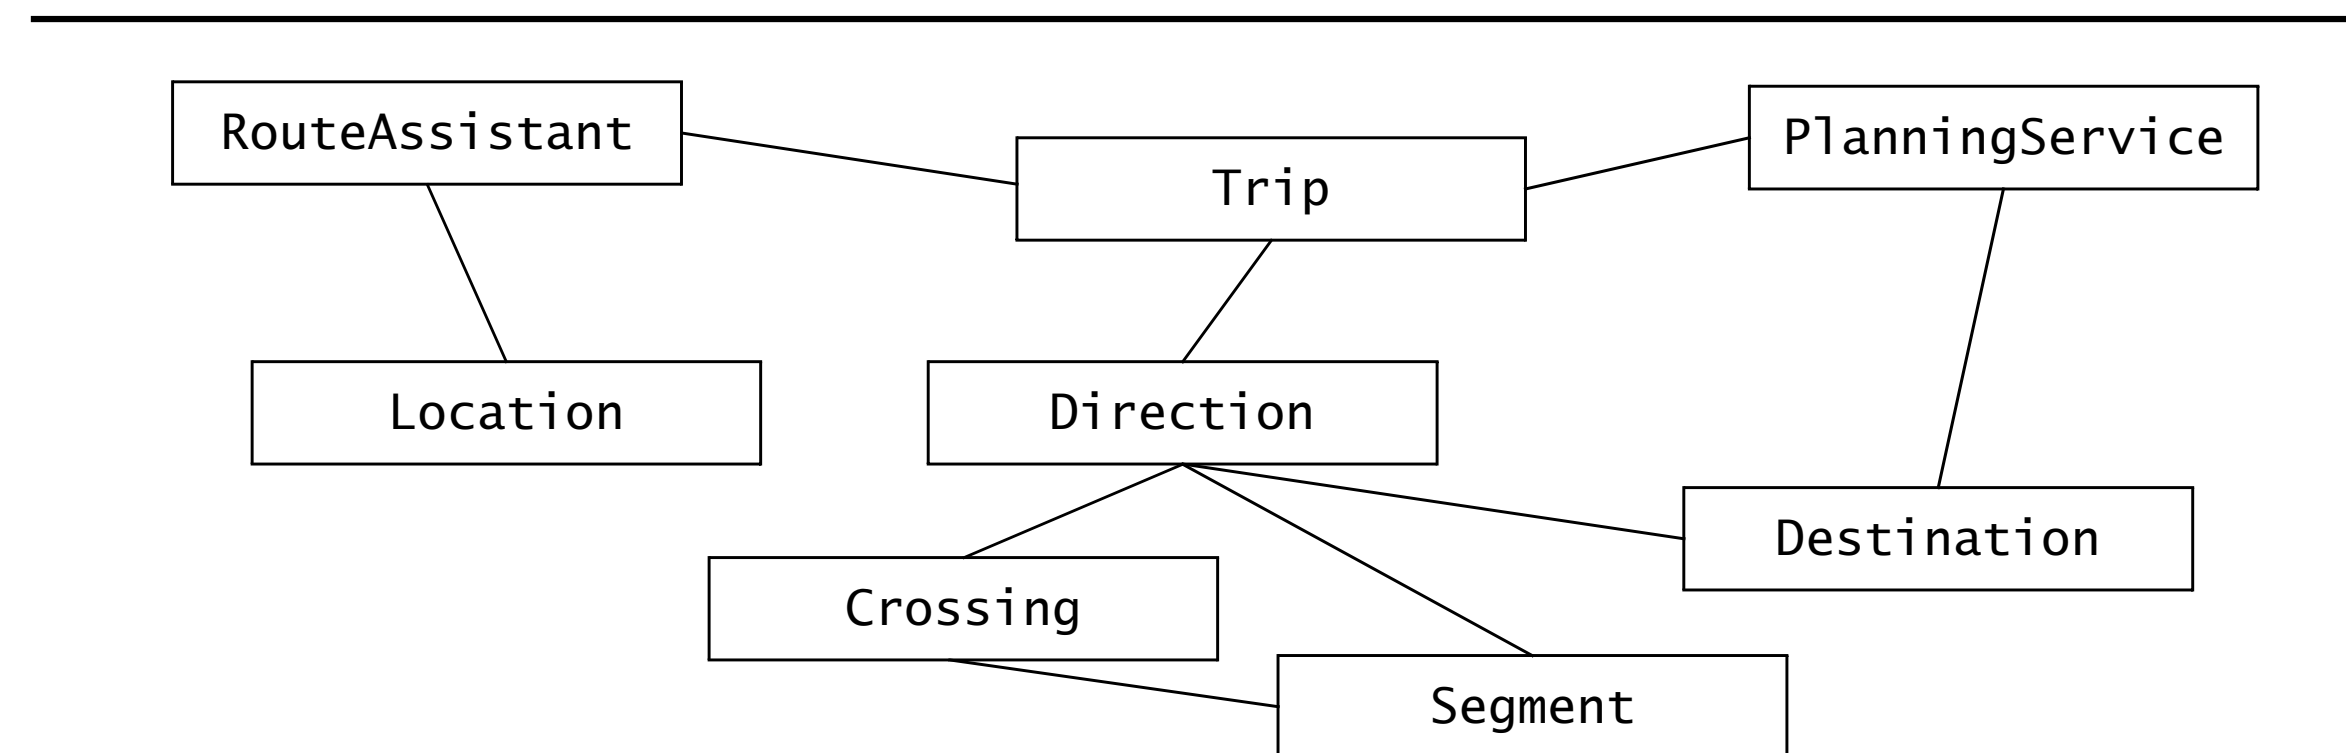 RouteAssistant
PlanningService
Trip
Location
Direction
Destination
Crossing
Segment